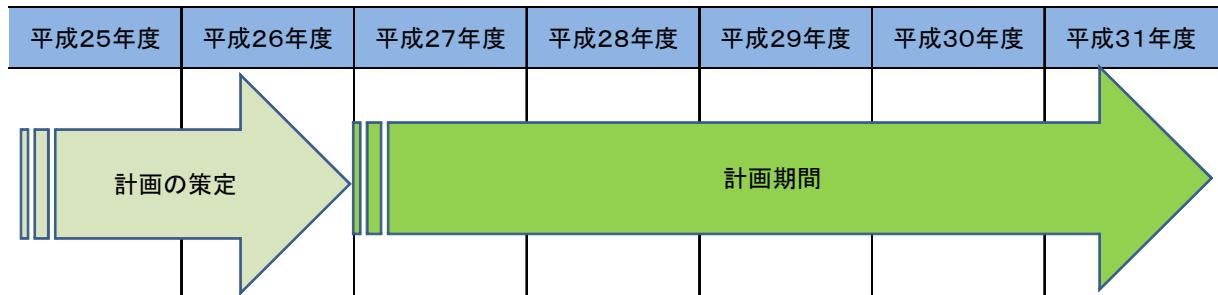 平成25年度 平成26年度 平成27年度 平成28年度 平成29年度 平成30年度 平成31年度
計画の策定 計画期間